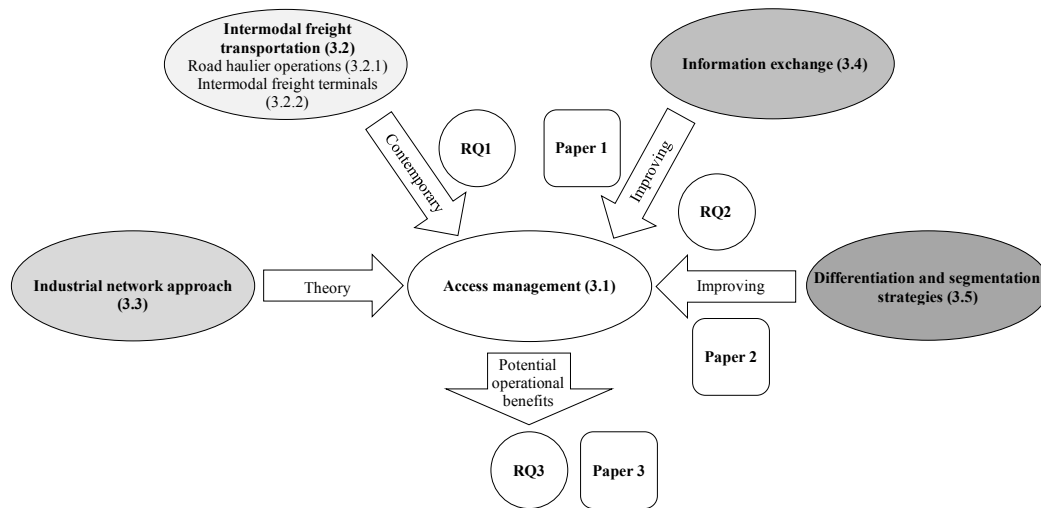 Intermodal freight
transportation (3.2)
Road haulier operations (3.2.1)
Intermodal freight terminals
(3.2.2)
Information exchange (3.4)
Contemporary
RQ1
Paper 1
Improving
RQ2
Industrial network approach
(3.3)
Theory
Access management (3.1)
Improving
Differentiation and segmentation
strategies (3.5)
Paper 2
Potential
operational
benefits
RQ3
Paper 3